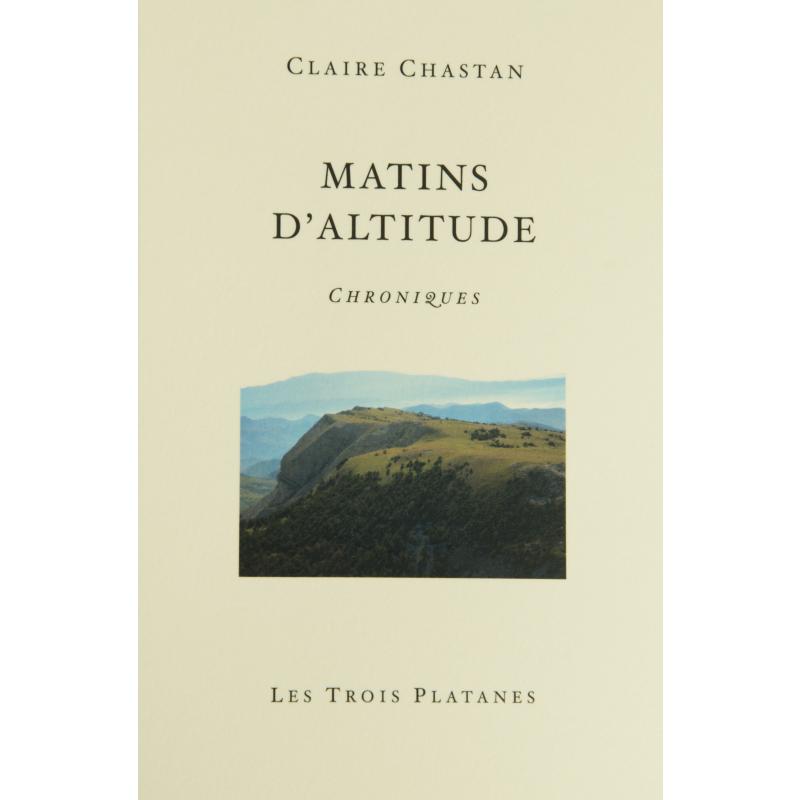 CLAIRE CHASTAN
MATINS
D’ALTITUDE
CHRONIQUES
LES TROIS PLATANES